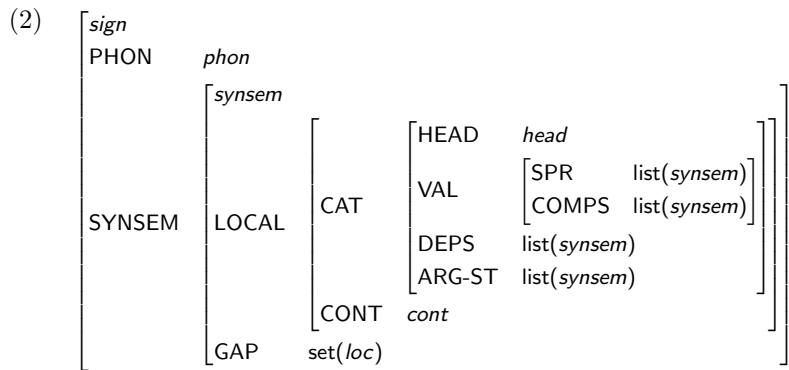 (2)
sign
PHON phon
synsem
HEAD head
SPR list(synsem)
VAL
COMPS list(synsem)
CAT
SYNSEM LOCAL
DEPS list(synsem)
ARG-ST list(synsem)
CONT cont
GAP set(loc)